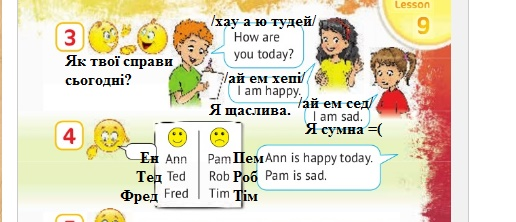 Lesson
9
3
/хау а ю тудей/
How are
you today?
Як твої справи
сьогодні?
/ай ем хепі/
I am happy.
Я щаслива.
/ай ем сед/
I am sad.
Я сумна =(
4
Ен Ann Pam Пем
Тед Ted Rob Роб
Фред Fred Tim Тім
Ann is happy today.
Pam is sad.